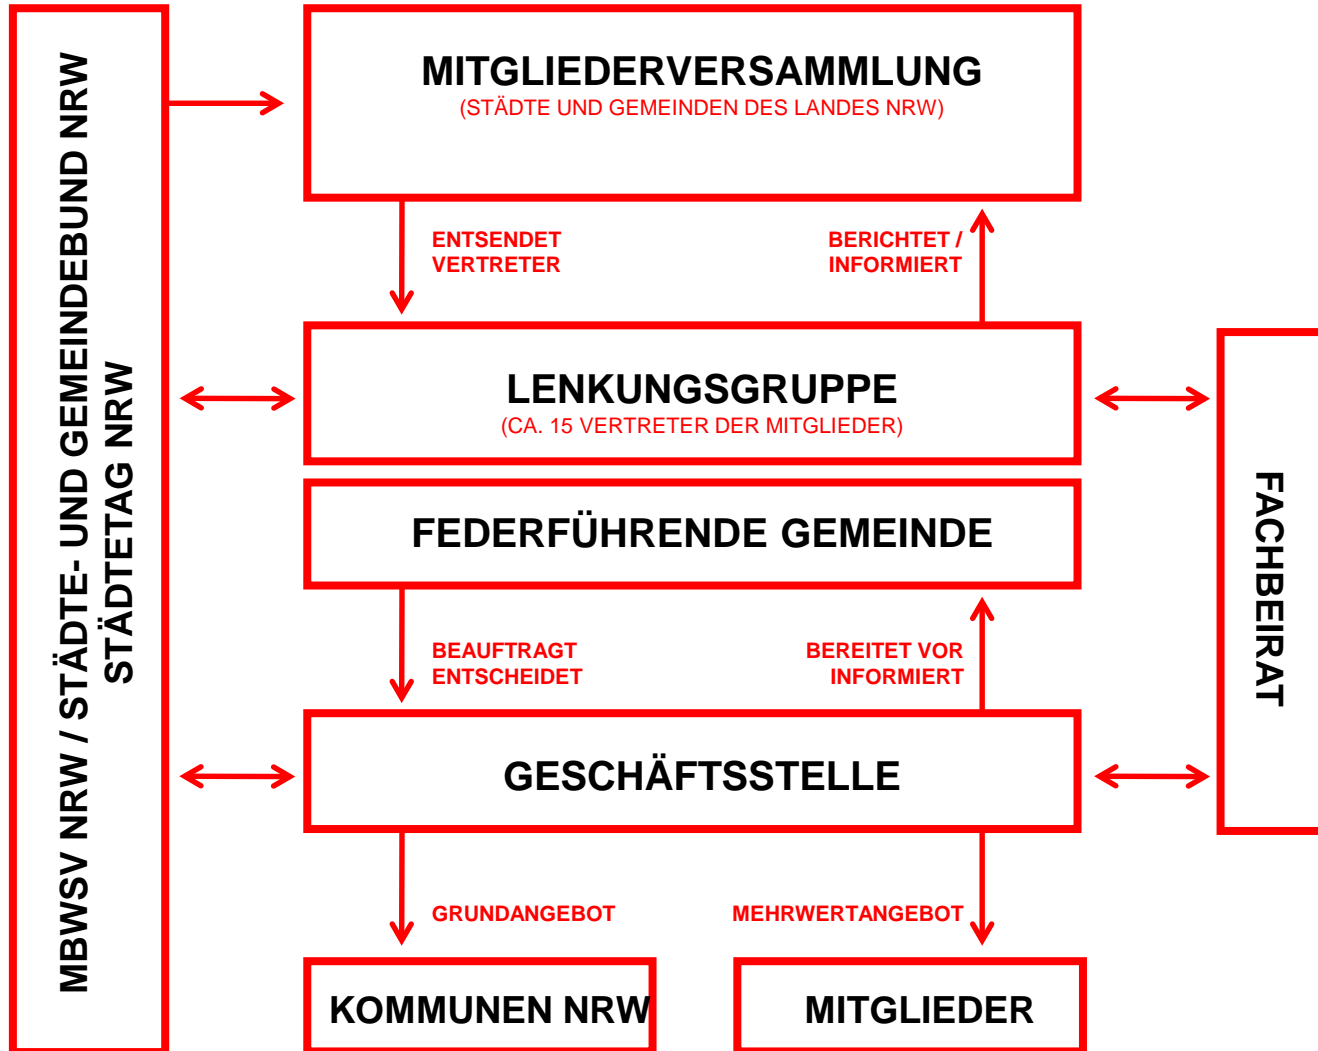 MBWSV NRW / STÄDTE- UND GEMEINDEBUND NRW
STÄDTETAG NRW
MITGLIEDERVERSAMMLUNG
(STÄDTE UND GEMEINDEN DES LANDES NRW)
ENTSENDET
VERTRETER
BERICHTET /
INFORMIERT
LENKUNGSGRUPPE
(CA. 15 VERTRETER DER MITGLIEDER)
FEDERFÜHRENDE GEMEINDE
BEAUFTRAGT
ENTSCHEIDET
BEREITET VOR
INFORMIERT
GESCHÄFTSSTELLE
GRUNDANGEBOT
MEHRWERTANGEBOT
KOMMUNEN NRW
MITGLIEDER
FACHBEIRAT